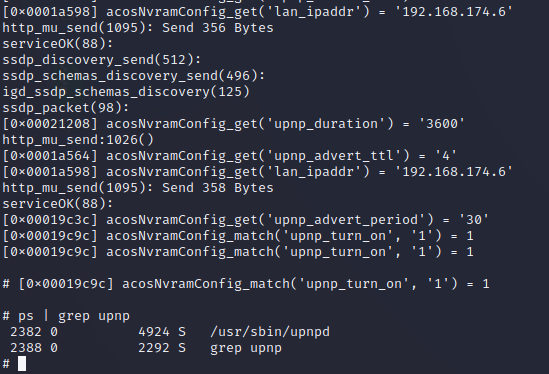 [0×0001a598] acosNvramConfig_get('lan_ipaddr') = '192.168.174.6'
http_mu_send(1095): Send 356 Bytes
serviceOK(88):
ssdp_discovery_send(512):
ssdp_schemas_discovery_send(496):
igd_ssdp_schemas_discovery(125)
ssdp_packet(98):
[0×00021208] acosNvramConfig_get('upnp_duration') = '3600'
http_mu_send:1026()
[0×0001a564] acosNvramConfig_get('upnp_advert_ttl') = '4'
[0×0001a598] acosNvramConfig_get('lan_ipaddr') = '192.168.174.6'
http_mu_send(1095): Send 358 Bytes
serviceOK(88):
[0×00019c3c] acosNvramConfig_get('upnp_advert_period') = '30'
[0×00019c9c] acosNvramConfig_match('upnp_turn_on', '1') = 1
[0×00019c9c] acosNvramConfig_match('upnp_turn_on', '1') = 1
# [0×00019c9c] acosNvramConfig_match('upnp_turn_on', '1') = 1
# ps | grep upnp
2382 0 4924 S /usr/sbin/upnpd
2388 0 2292 S grep upnp
#